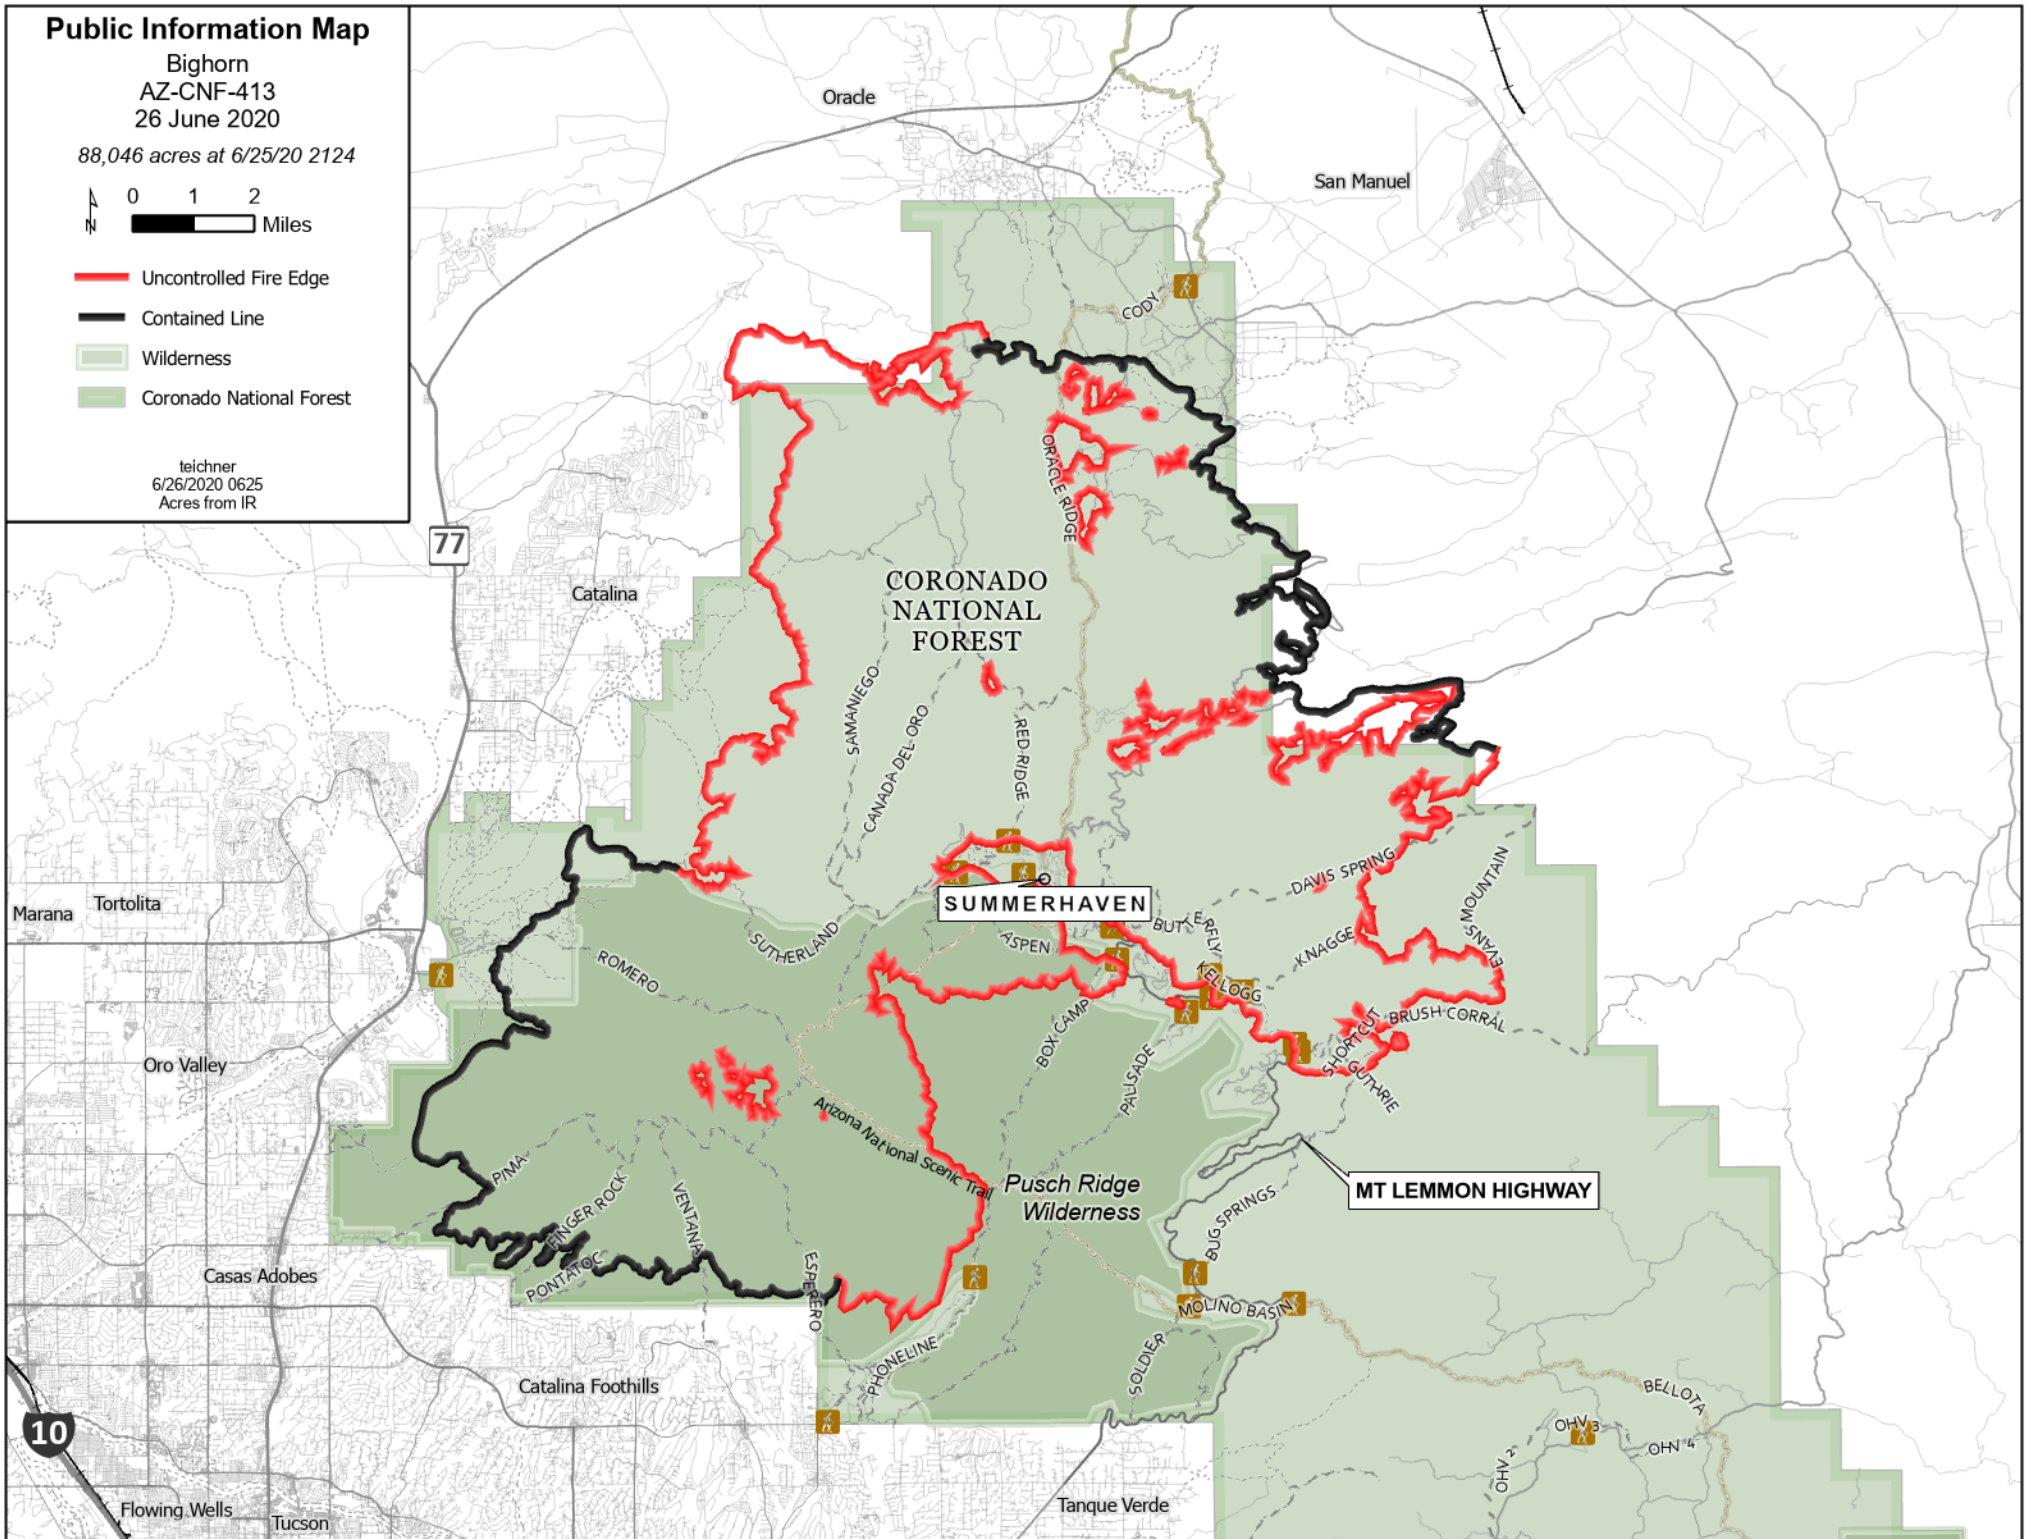 Public Information Map
Bighorn
AZ-CNF-413
26 June 2020
88,046 acres at 6/25/20 2124
0 1 2
Miles
N
Uncontrolled Fire Edge
Contained Line
Wilderness
Coronado National Forest
teichner
6/26/2020 0625
Acres from IR
Oracle
San Manuel
CODY
ORACLE RIDGE
77
Catalina
CORONADO
NATIONAL
FOREST
SAMANIEGO
CANADA DEL ORO
RED RIDGE
DAVIS SPRING
EVANS MOUNTAIN
Marana
Tortolita
SUMMERHAVEN
SUTHERLAND
ASPEN
BUTTERFLY
KNAGGE
ROMERO
KELLOGG
BRUSH CORRAL
SHORTCUT
GUTHRIE
BOX CAMP
PALISADE
Oro Valley
Arizona National Scenic Trail
Pusch Ridge
Wilderness
MT LEMMON HIGHWAY
PIMA
FINGER ROCK
VENTANA
BUG SPRINGS
Casas Adobes
PONTATOC
ESPERERO
MOLINO BASIN
PHONELINE
SOLDIER
Catalina Foothills
BELLOTA
10
OHV 3
OHN 4
OHV 2
Flowing Wells
Tucson
Tanque Verde